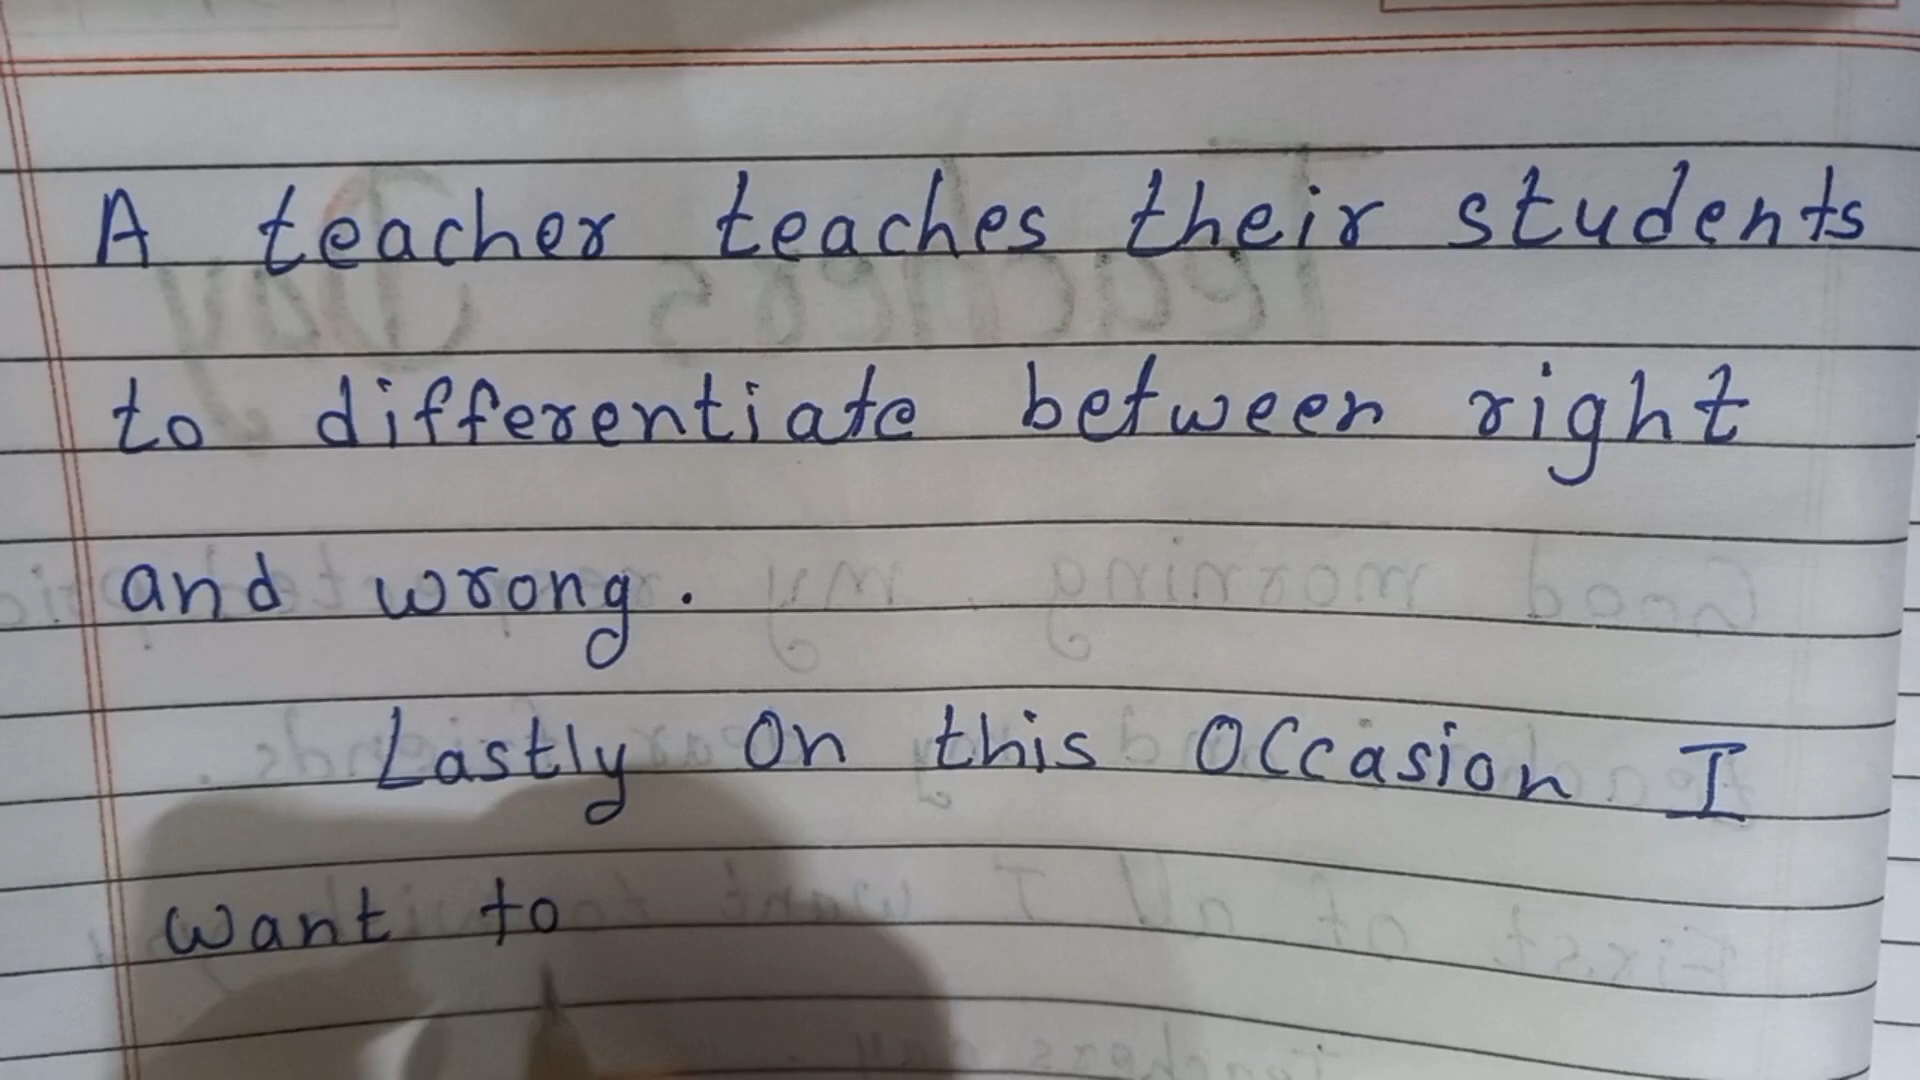 A teacher teaches their students
to differentiate between right
and wrong.
Lastly On this Occasion I
want to